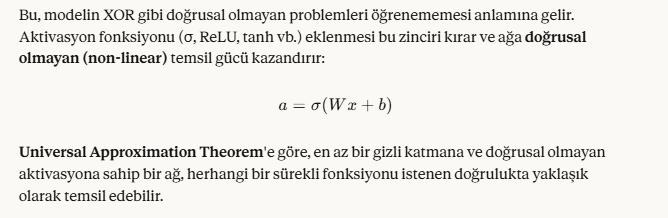 Bu, modelin XOR gibi doğrusal olmayan problemleri öğrenememesi anlamına gelir.
Aktivasyon fonksiyonu (σ, ReLU, tanh vb.) eklenmesi bu zinciri kırar ve ağa doğrusal
olmayan (non-linear) temsil gücü kazandırır:
a = σ(Wx + b)
Universal Approximation Theorem'e göre, en az bir gizli katmana ve doğrusal olmayan
aktivasyona sahip bir ağ, herhangi bir sürekli fonksiyonu istenen doğrulukta yaklaşık
olarak temsil edebilir.